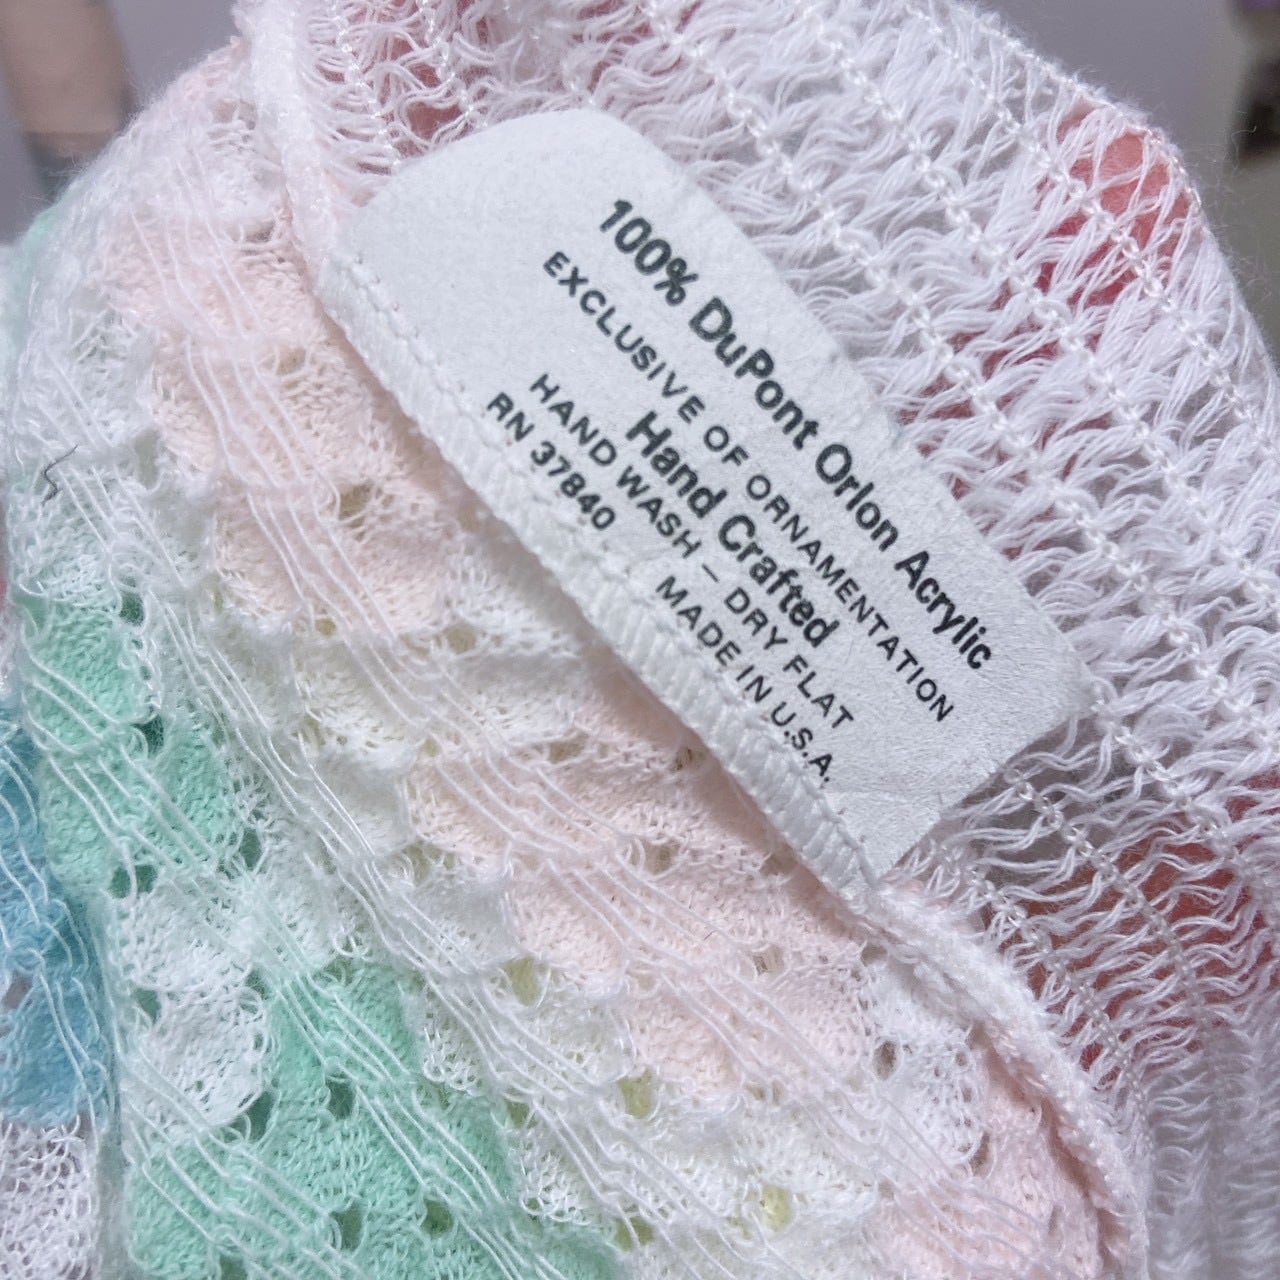 100% DuPont Orlon Acrylic
EXCLUSIVE OF ORNAMENTATION
Hand Crafted
HAND WASH – DRY FLAT
RN 37840 MADE IN U.S.A.